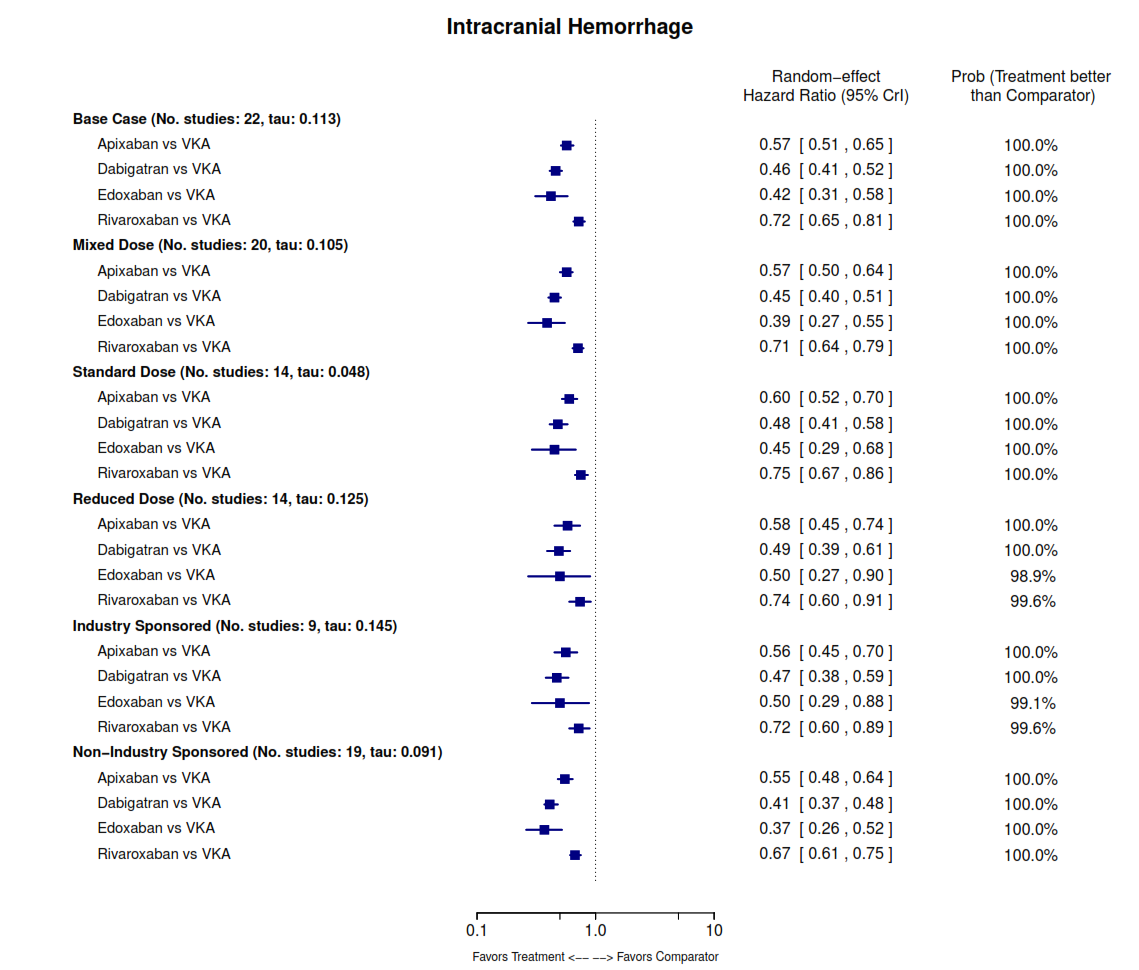 Intracranial Hemorrhage
Random−effect Prob (Treatment better
Hazard Ratio (95% CrI) than Comparator)
Base Case (No. studies: 22, tau: 0.113)
Apixaban vs VKA 0.57 [ 0.51 , 0.65 ] 100.0%
Dabigatran vs VKA 0.46 [ 0.41 , 0.52 ] 100.0%
Edoxaban vs VKA 0.42 [ 0.31 , 0.58 ] 100.0%
Rivaroxaban vs VKA 0.72 [ 0.65 , 0.81 ] 100.0%
Mixed Dose (No. studies: 20, tau: 0.105)
Apixaban vs VKA 0.57 [ 0.50 , 0.64 ] 100.0%
Dabigatran vs VKA 0.45 [ 0.40 , 0.51 ] 100.0%
Edoxaban vs VKA 0.39 [ 0.27 , 0.55 ] 100.0%
Rivaroxaban vs VKA 0.71 [ 0.64 , 0.79 ] 100.0%
Standard Dose (No. studies: 14, tau: 0.048)
Apixaban vs VKA 0.60 [ 0.52 , 0.70 ] 100.0%
Dabigatran vs VKA 0.48 [ 0.41 , 0.58 ] 100.0%
Edoxaban vs VKA 0.45 [ 0.29 , 0.68 ] 100.0%
Rivaroxaban vs VKA 0.75 [ 0.67 , 0.86 ] 100.0%
Reduced Dose (No. studies: 14, tau: 0.125)
Apixaban vs VKA 0.58 [ 0.45 , 0.74 ] 100.0%
Dabigatran vs VKA 0.49 [ 0.39 , 0.61 ] 100.0%
Edoxaban vs VKA 0.50 [ 0.27 , 0.90 ] 98.9%
Rivaroxaban vs VKA 0.74 [ 0.60 , 0.91 ] 99.6%
Industry Sponsored (No. studies: 9, tau: 0.145)
Apixaban vs VKA 0.56 [ 0.45 , 0.70 ] 100.0%
Dabigatran vs VKA 0.47 [ 0.38 , 0.59 ] 100.0%
Edoxaban vs VKA 0.50 [ 0.29 , 0.88 ] 99.1%
Rivaroxaban vs VKA 0.72 [ 0.60 , 0.89 ] 99.6%
Non−Industry Sponsored (No. studies: 19, tau: 0.091)
Apixaban vs VKA 0.55 [ 0.48 , 0.64 ] 100.0%
Dabigatran vs VKA 0.41 [ 0.37 , 0.48 ] 100.0%
Edoxaban vs VKA 0.37 [ 0.26 , 0.52 ] 100.0%
Rivaroxaban vs VKA 0.67 [ 0.61 , 0.75 ] 100.0%
0.1 1.0 10
Favors Treatment <−− −−> Favors Comparator